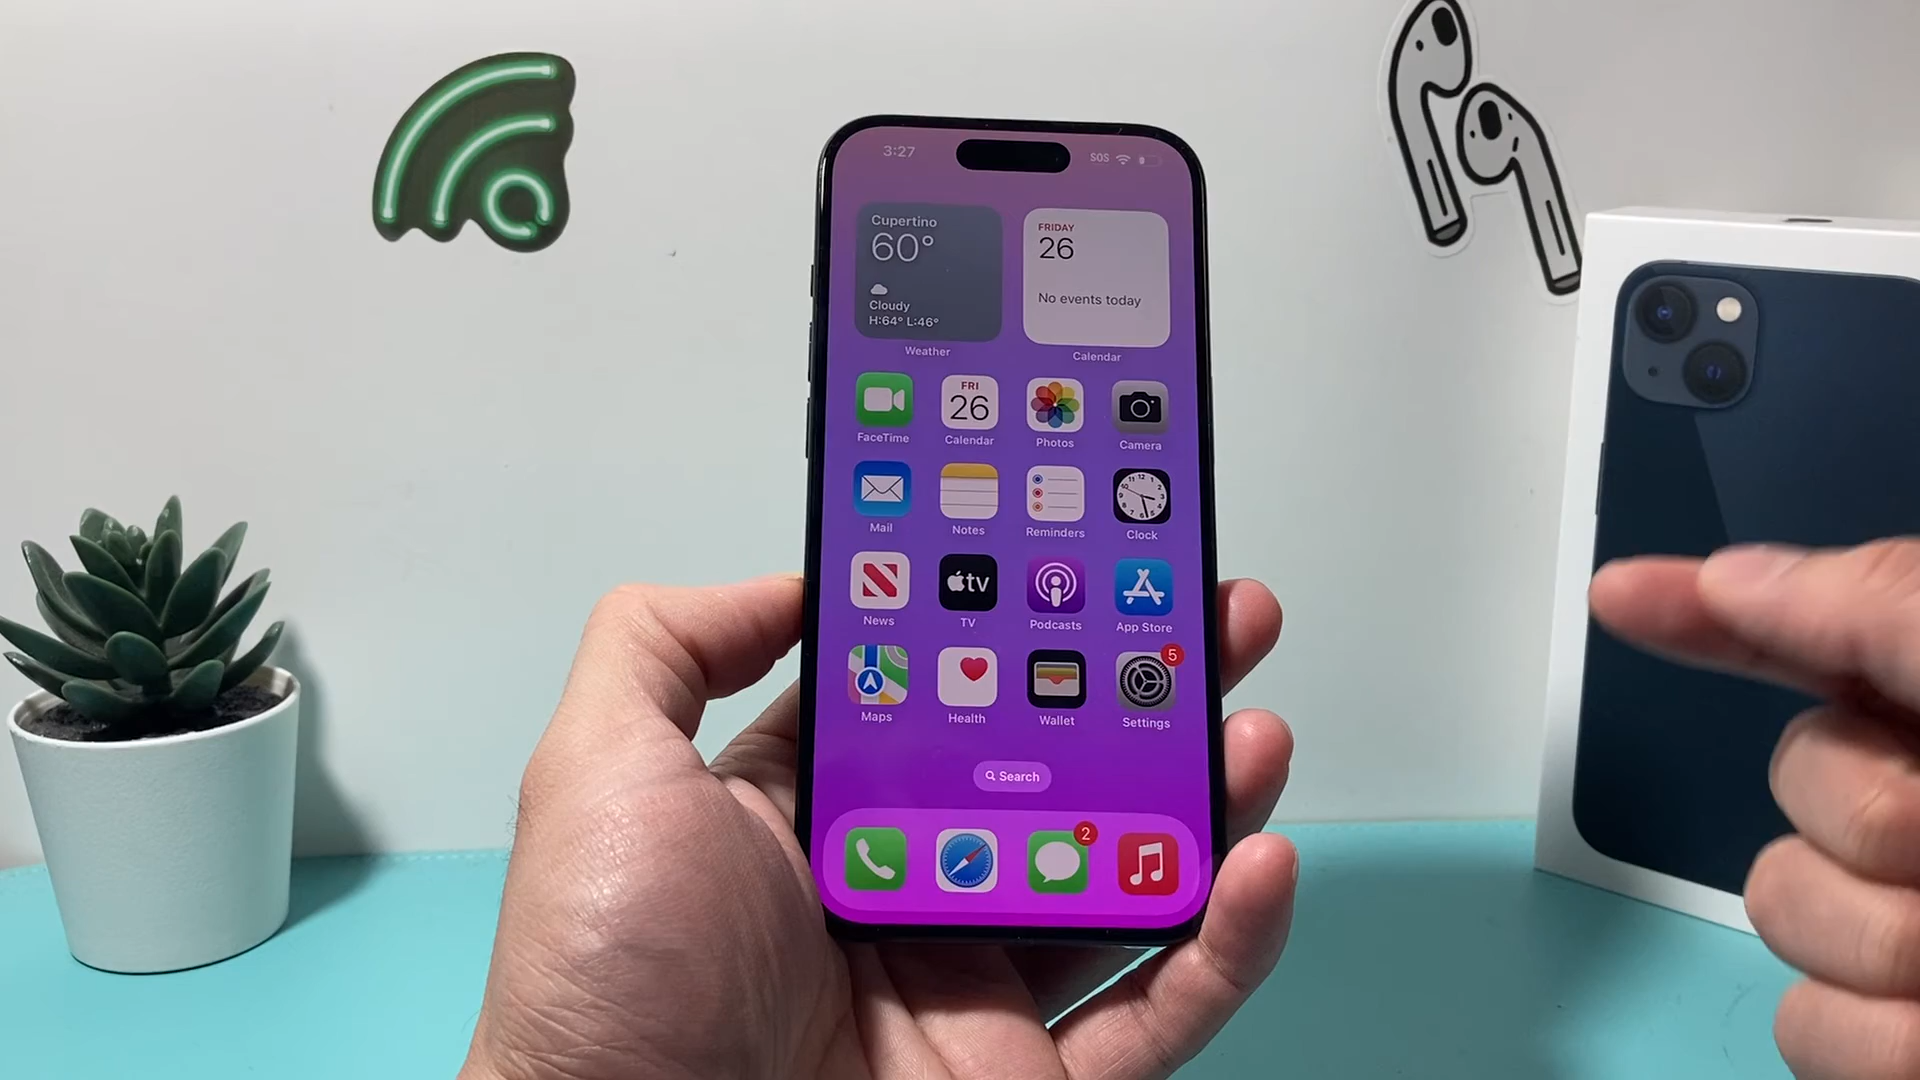 3:27
SOS
Cupertino
60°
Cloudy
H:64° L:46°
Weather
FRIDAY
26
No events today
Calendar
FaceTime
FRI
26
Calendar
Photos
Camera
Mail
Notes
Reminders
Clock
News
tv
TV
Podcasts
App Store
Maps
Health
Wallet
5
Settings
Search
2